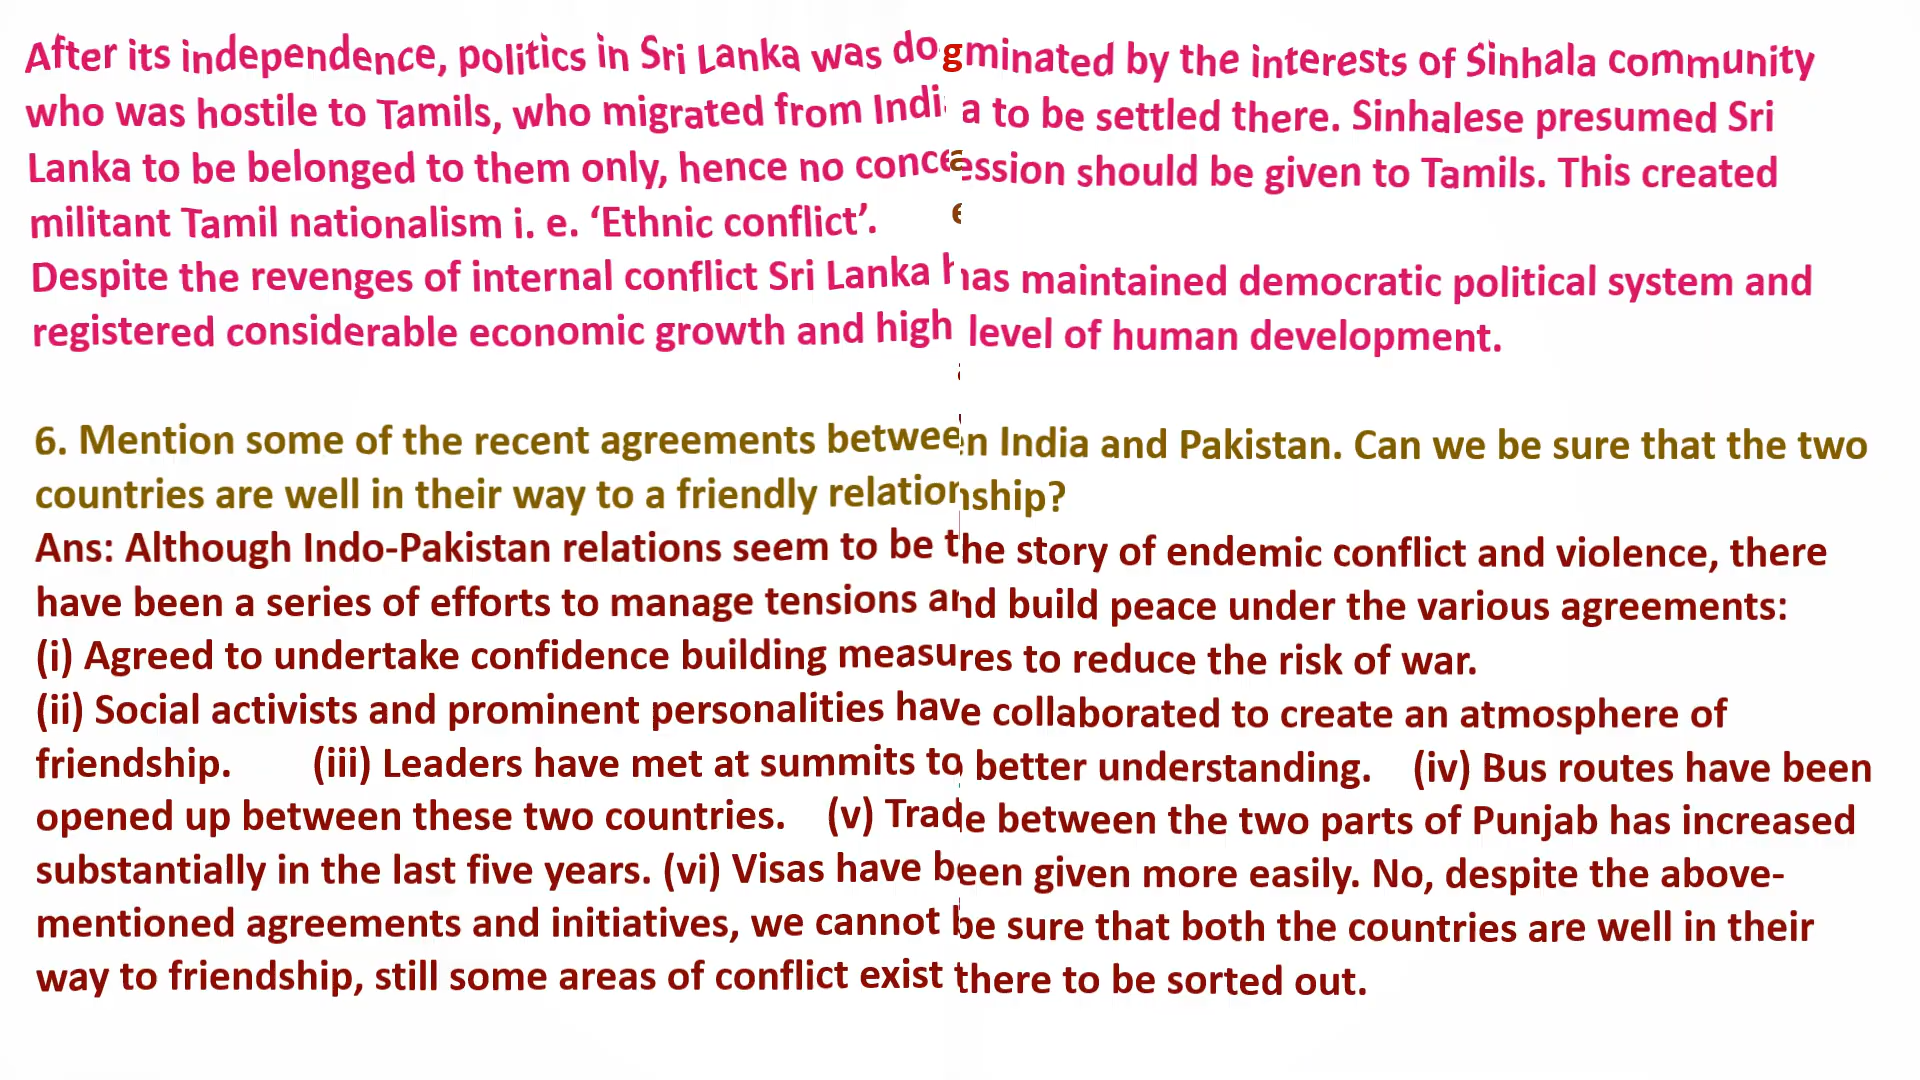 After its independence, politics in Sri Lanka was dominated by the interests of Sinhala community
who was hostile to Tamils, who migrated from India to be settled there. Sinhalese presumed Sri
Lanka to be belonged to them only, hence no concession should be given to Tamils. This created
militant Tamil nationalism i. e. ‘Ethnic conflict’.
Despite the revenges of internal conflict Sri Lanka has maintained democratic political system and
registered considerable economic growth and high level of human development.
6. Mention some of the recent agreements between India and Pakistan. Can we be sure that the two
countries are well in their way to a friendly relationship?
Ans: Although Indo-Pakistan relations seem to be the story of endemic conflict and violence, there
have been a series of efforts to manage tensions and build peace under the various agreements:
(i) Agreed to undertake confidence building measures to reduce the risk of war.
(ii) Social activists and prominent personalities have collaborated to create an atmosphere of
friendship. (iii) Leaders have met at summits to better understanding. (iv) Bus routes have been
opened up between these two countries. (v) Trade between the two parts of Punjab has increased
substantially in the last five years. (vi) Visas have been given more easily. No, despite the above-
mentioned agreements and initiatives, we cannot be sure that both the countries are well in their
way to friendship, still some areas of conflict exist there to be sorted out.